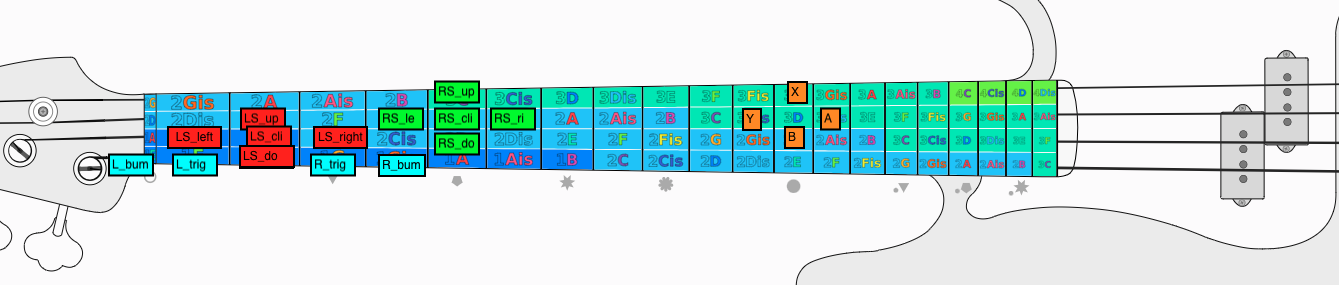 2Gis 2A 2Ais 2B RS_up 3Cis 3D 3Dis 3E 3F 3Fis X 3Gis 3A 3Ais 3B 4C 4Cis 4D 4Dis
2Dis LS_up 2F RS_le RS_cli RS_ri 2A 2Ais 2B 3C Y 3D A 3E 3F 3Fis 3G 3Gis 3A 3Ais
LS_left LS_cli LS_right 2Cis RS_do 2Dis 2E 2F 2Fis 2G 2Gis B 2Ais 2B 3C 3Cis 3D 3Dis 3E 3F
L_bum L_trig LS_do R_trig R_bum 1A 1Ais 1B 2C 2Cis 2D 2Dis 2E 2F 2Fis 2G 2Gis 2A 2Ais 2B 3C